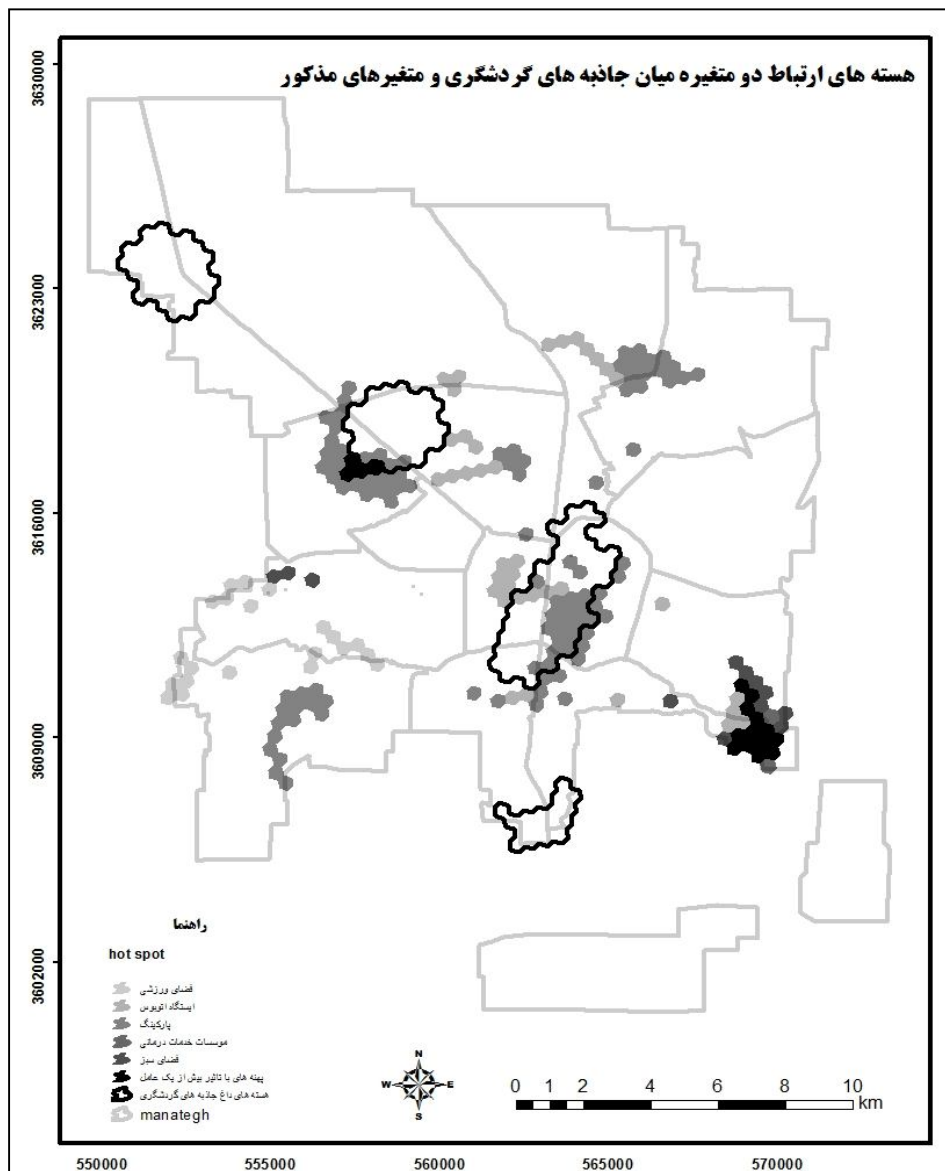 هسته های ارتباط دو متغیره میان جاذبه های گردشگری و متغیرهای مذکور
3630000
3623000
3616000
3609000
3602000
راهنما
hot spot
فضای ورزشی
ایستگاه اتوبوس
پارکینگ
موسسات خدمات درمانی
فضای سبز
پهنه های با تاثیر بیش از یک عامل
هسته های داغ جاذبه های گردشگری
manategh
N
W E
S
0 1 2 4 6 8 10
km
550000 555000 560000 565000 570000